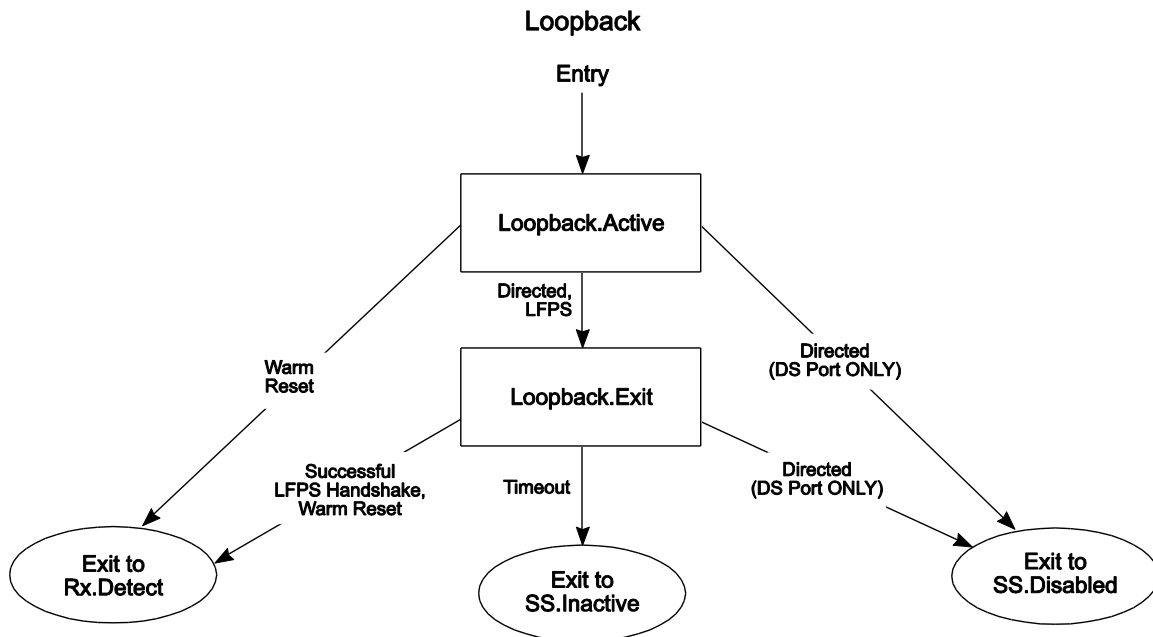 Loopback
Entry
Loopback.Active
Directed,
LFPS
Directed
(DS Port ONLY)
Warm
Reset
Loopback.Exit
Successful
LFPS Handshake,
Warm Reset
Timeout
Directed
(DS Port ONLY)
Exit to
Rx.Detect
Exit to
SS.Inactive
Exit to
SS.Disabled